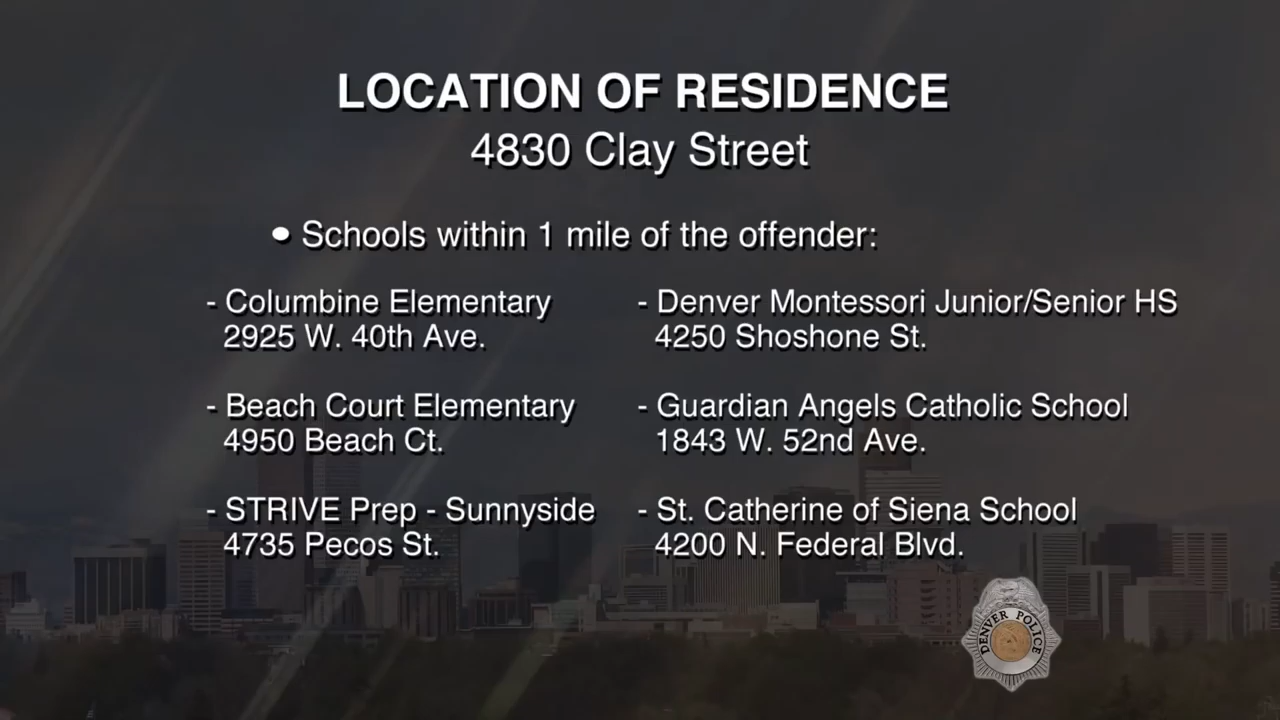 LOCATION OF RESIDENCE
4830 Clay Street
• Schools within 1 mile of the offender:
- Columbine Elementary
2925 W. 40th Ave.
- Beach Court Elementary
4950 Beach Ct.
- STRIVE Prep - Sunnyside
4735 Pecos St.
- Denver Montessori Junior/Senior HS
4250 Shoshone St.
- Guardian Angels Catholic School
1843 W. 52nd Ave.
- St. Catherine of Siena School
4200 N. Federal Blvd.
DENVER POLICE